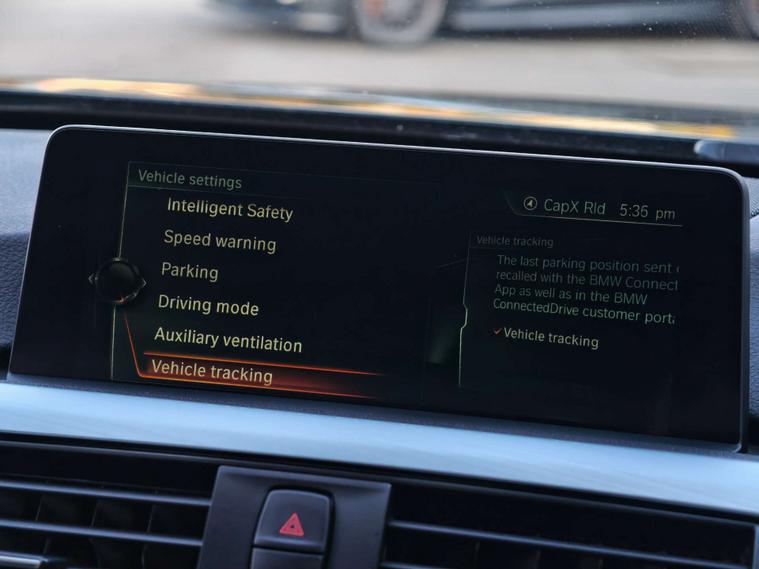 Vehicle settings
Intelligent Safety
Speed warning
Parking
Driving mode
Auxiliary ventilation
Vehicle tracking
CapX Rld 5:36 pm
Vehicle tracking
The last parking position sent
recalled with the BMW Connect
App as well as in the BMW
ConnectedDrive customer porta
Vehicle tracking